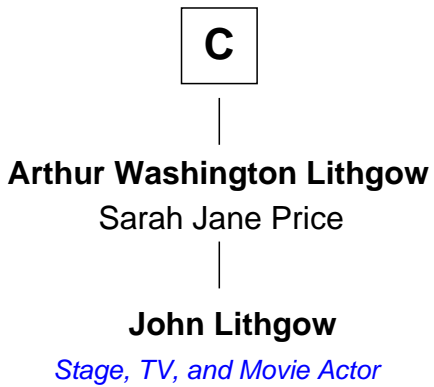 C
Arthur Washington Lithgow
Sarah Jane Price
John Lithgow
Stage, TV, and Movie Actor